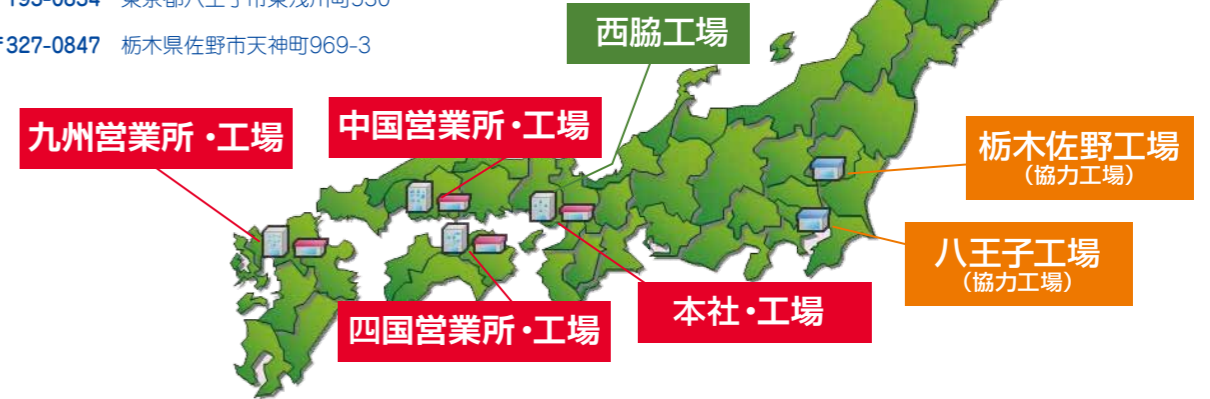 〒327-0847 栃木県佐野市天神町969-3
西脇工場
中国営業所・工場
九州営業所・工場
栃木佐野工場
（協力工場）
八王子工場
（協力工場）
本社・工場
四国営業所・工場